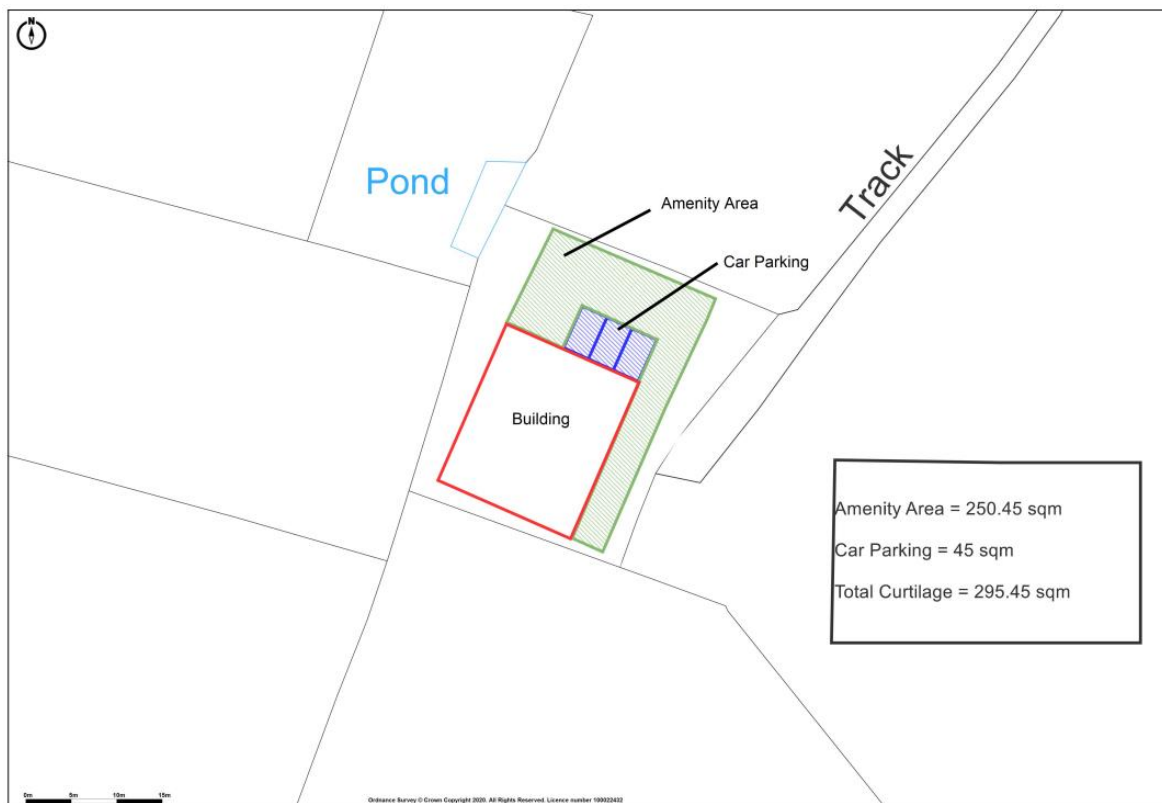 N
Pond
Amenity Area
Track
Car Parking
Building
Amenity Area = 250.45 sqm
Car Parking = 45 sqm
Total Curtilage = 295.45 sqm
0m 5m 10m 15m
Ordnance Survey © Crown Copyright 2020. All Rights Reserved. Licence number 100022432